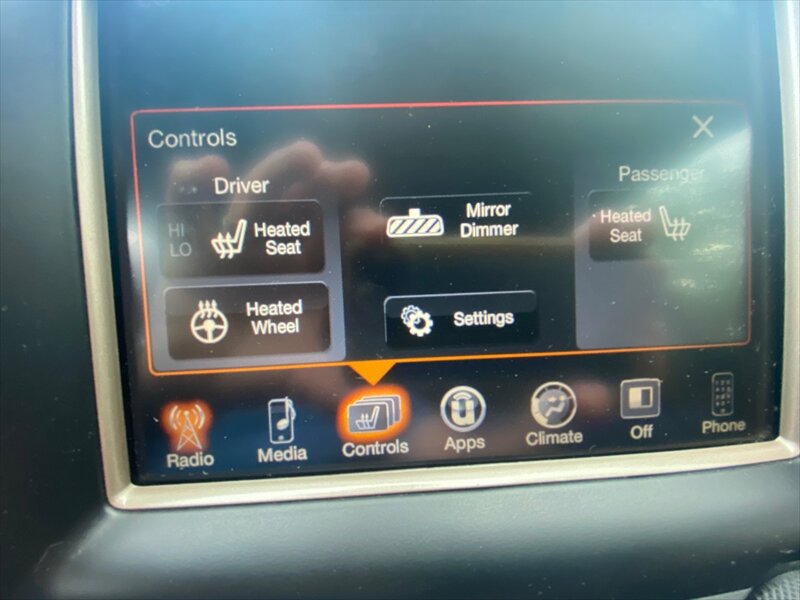 Controls
Driver
Passenger
HI
LO
Heated
Seat
Mirror
Dimmer
Heated
Seat
Heated
Wheel
Settings
Radio
Media
Controls
Apps
Climate
Off
Phone